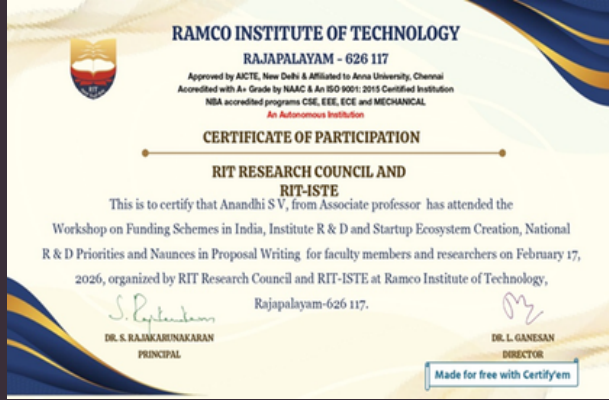 RAMCO INSTITUTE OF TECHNOLOGY
RAJAPALAYAM - 626 117
Approved by AICTE, New Delhi & Affiliated to Anna University, Chennai
Accredited with A+ Grade by NAAC & An ISO 9001: 2015 Ceritified Institution
NBA accredited programs CSE, EEE, ECE and MECHANICAL
An Autonomous Institution
RIT
CERTIFICATE OF PARTICIPATION
RIT RESEARCH COUNCIL AND
RIT-ISTE
This is to certify that Anandhi S V, from Associate professor has attended the
Workshop on Funding Schemes in India, Institute R & D and Startup Ecosystem Creation, National
R & D Priorities and Naunces in Proposal Writing for faculty members and researchers on February 17,
2026, organized by RIT Research Council and RIT-ISTE at Ramco Institute of Technology,
Rajapalayam-626 117.
DR. S. RAJAKARUNAKARAN
PRINCIPAL
DR. L. GANESAN
DIRECTOR
Made for free with Certify'em